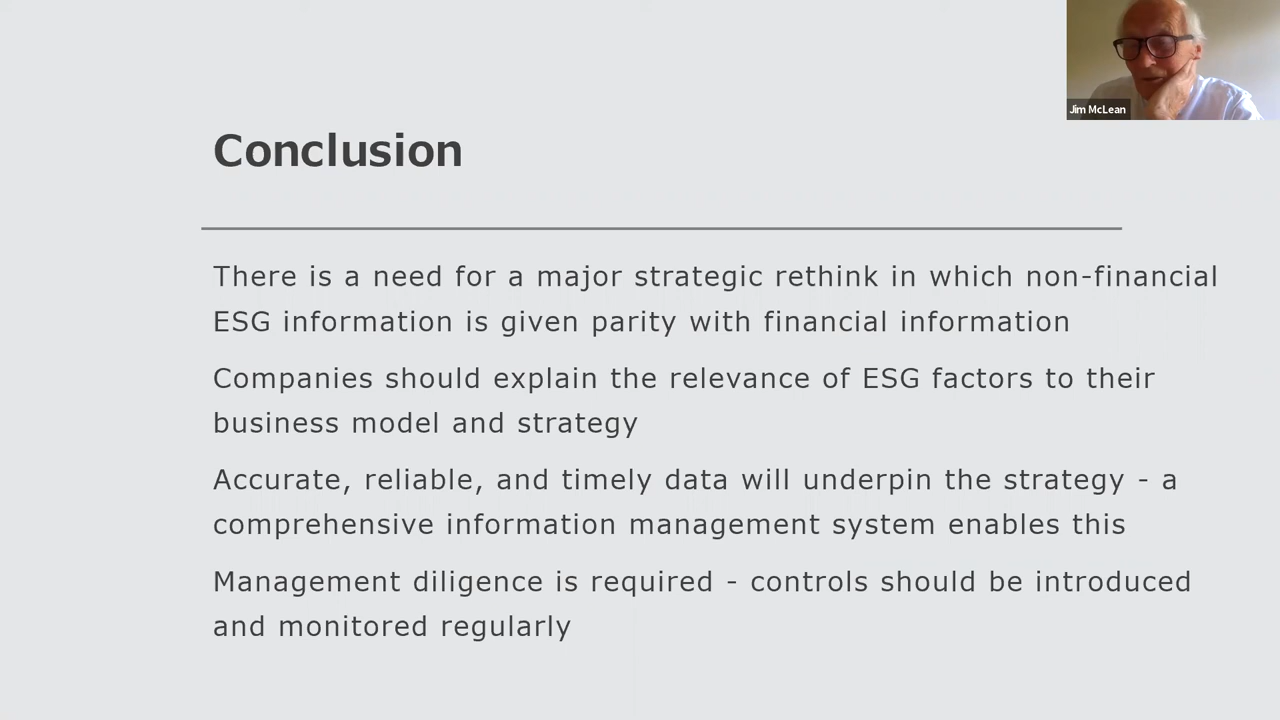 Jim McLean
Conclusion
There is a need for a major strategic rethink in which non-financial
ESG information is given parity with financial information
Companies should explain the relevance of ESG factors to their
business model and strategy
Accurate, reliable, and timely data will underpin the strategy - a
comprehensive information management system enables this
Management diligence is required - controls should be introduced
and monitored regularly